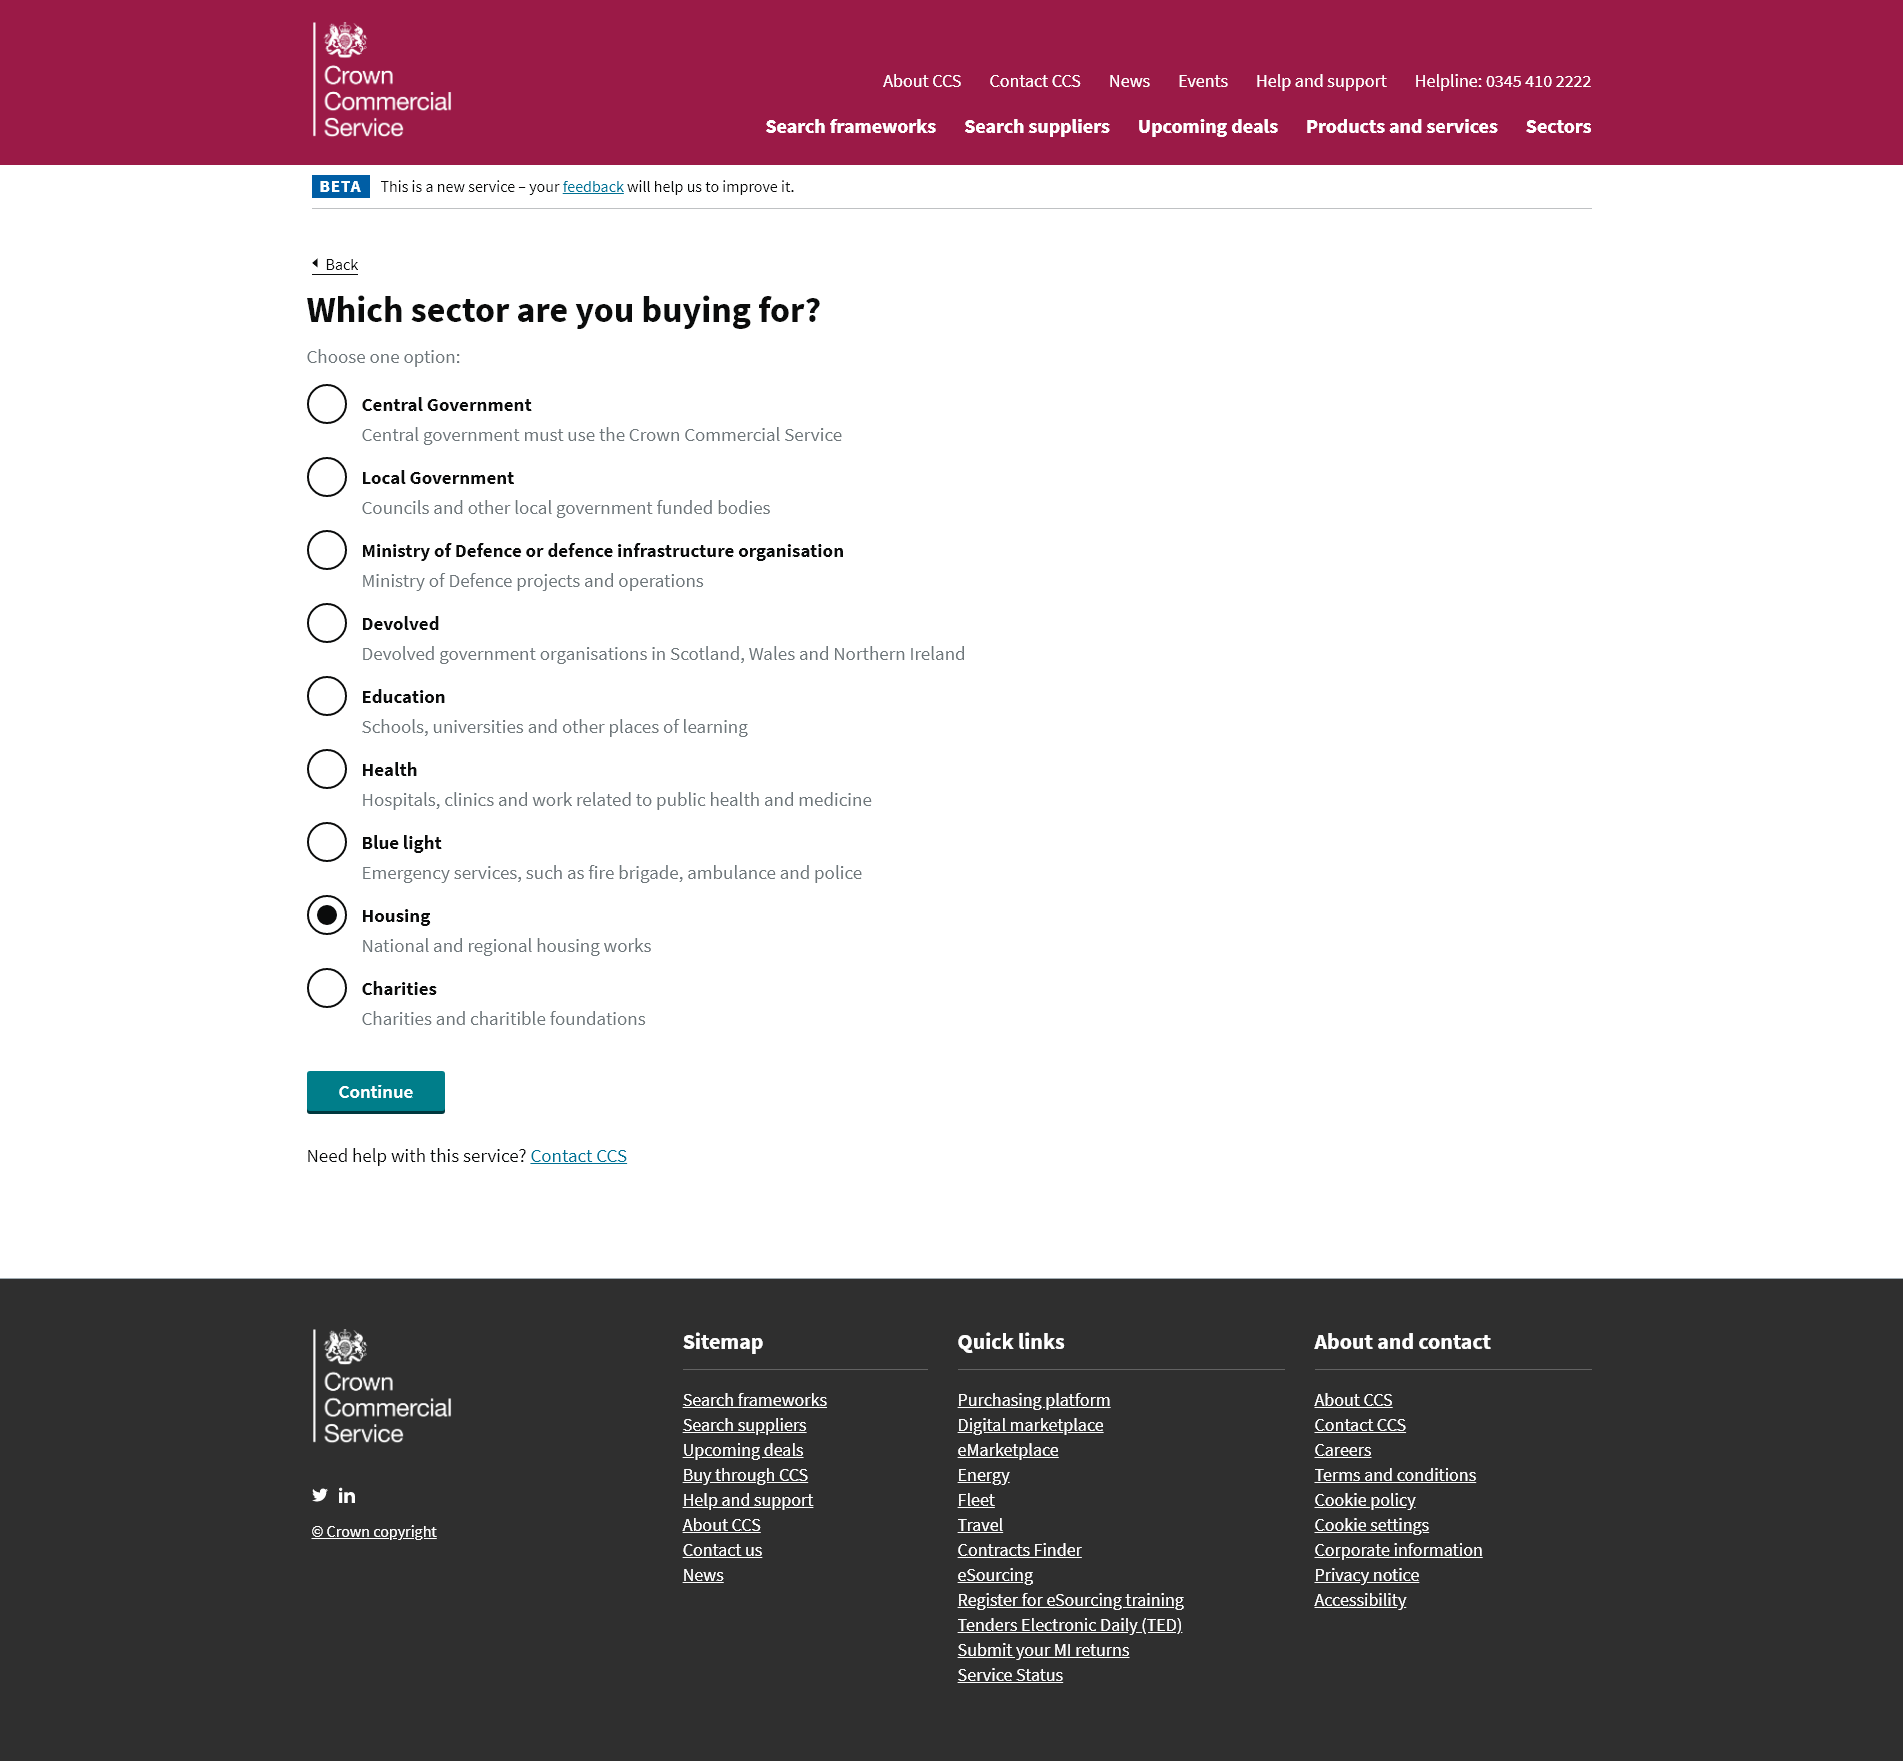 Crown
Commercial
Service
About CCS Contact CCS News Events Help and support Helpline: 0345 410 2222
Search frameworks Search suppliers Upcoming deals Products and services Sectors
BETA This is a new service – your feedback will help us to improve it.
Back
Which sector are you buying for?
Choose one option:
Central Government
Central government must use the Crown Commercial Service
Local Government
Councils and other local government funded bodies
Ministry of Defence or defence infrastructure organisation
Ministry of Defence projects and operations
Devolved
Devolved government organisations in Scotland, Wales and Northern Ireland
Education
Schools, universities and other places of learning
Health
Hospitals, clinics and work related to public health and medicine
Blue light
Emergency services, such as fire brigade, ambulance and police
Housing
National and regional housing works
Charities
Charities and charitible foundations
Continue
Need help with this service? Contact CCS
Crown
Commercial
Service
© Crown copyright
Sitemap
Search frameworks
Search suppliers
Upcoming deals
Buy through CCS
Help and support
About CCS
Contact us
News
Quick links
Purchasing platform
Digital marketplace
eMarketplace
Energy
Fleet
Travel
Contracts Finder
eSourcing
Register for eSourcing training
Tenders Electronic Daily (TED)
Submit your MI returns
Service Status
About and contact
About CCS
Contact CCS
Careers
Terms and conditions
Cookie policy
Cookie settings
Corporate information
Privacy notice
Accessibility